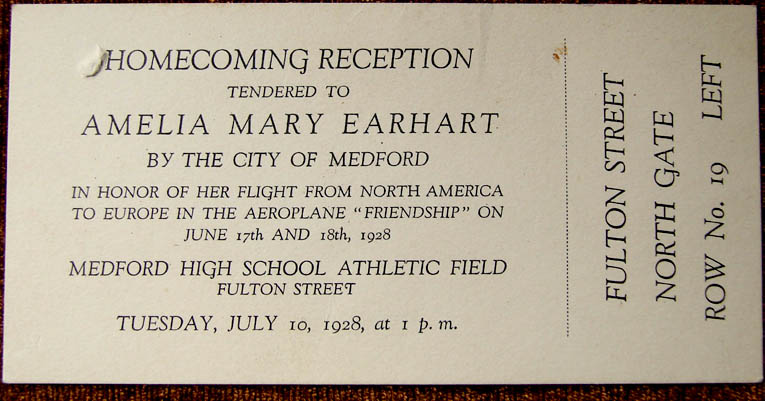 HOMECOMING RECEPTION
TENDERED TO
AMELIA MARY EARHART
BY THE CITY OF MEDFORD
IN HONOR OF HER FLIGHT FROM NORTH AMERICA
TO EUROPE IN THE AEROPLANE "FRIENDSHIP" ON
JUNE 17th AND 18th, 1928
MEDFORD HIGH SCHOOL ATHLETIC FIELD
FULTON STREET
TUESDAY, JULY 10, 1928, at 1 p. m.
FULTON STREET
NORTH GATE
ROW No. 19 LEFT